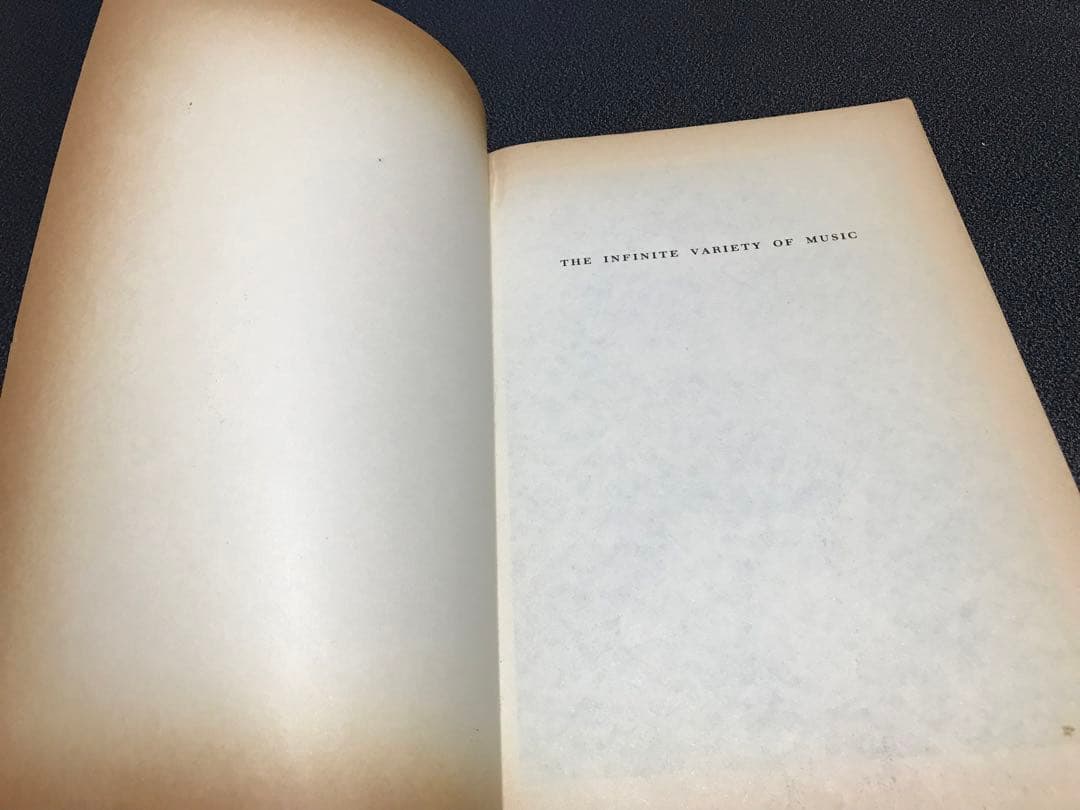 THE INFINITE VARIETY OF MUSIC